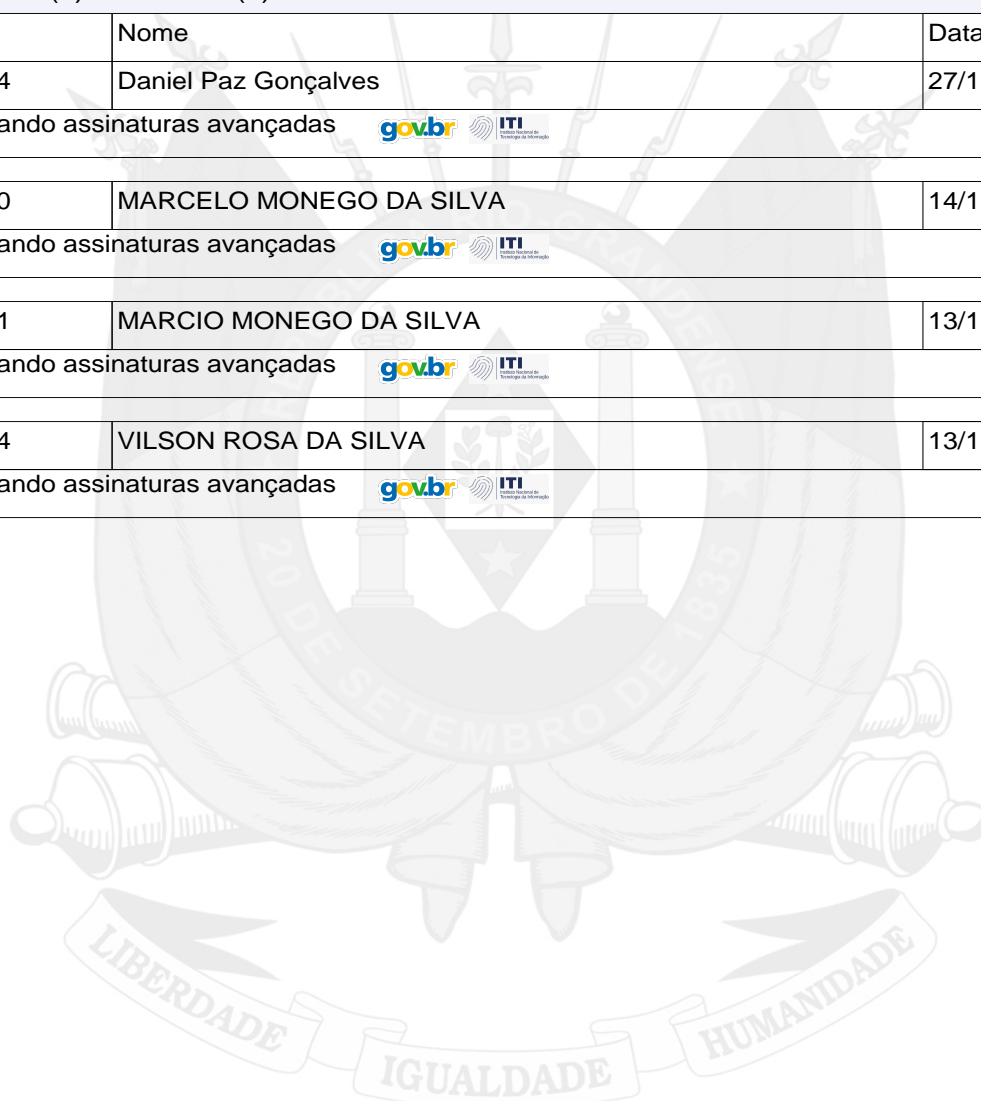 Nome Data
4 Daniel Paz Gonçalves 27/1
ando assinaturas avançadas gov.br ITI
0 MARCELO MONEGO DA SILVA 14/1
ando assinaturas avançadas gov.br ITI
1 MARCIO MONEGO DA SILVA 13/1
ando assinaturas avançadas gov.br ITI
4 VILSON ROSA DA SILVA 13/1
ando assinaturas avançadas gov.br ITI
20 DE SETEMBRO DE 1835
LIBERDADE IGUALDADE HUMANIDADE